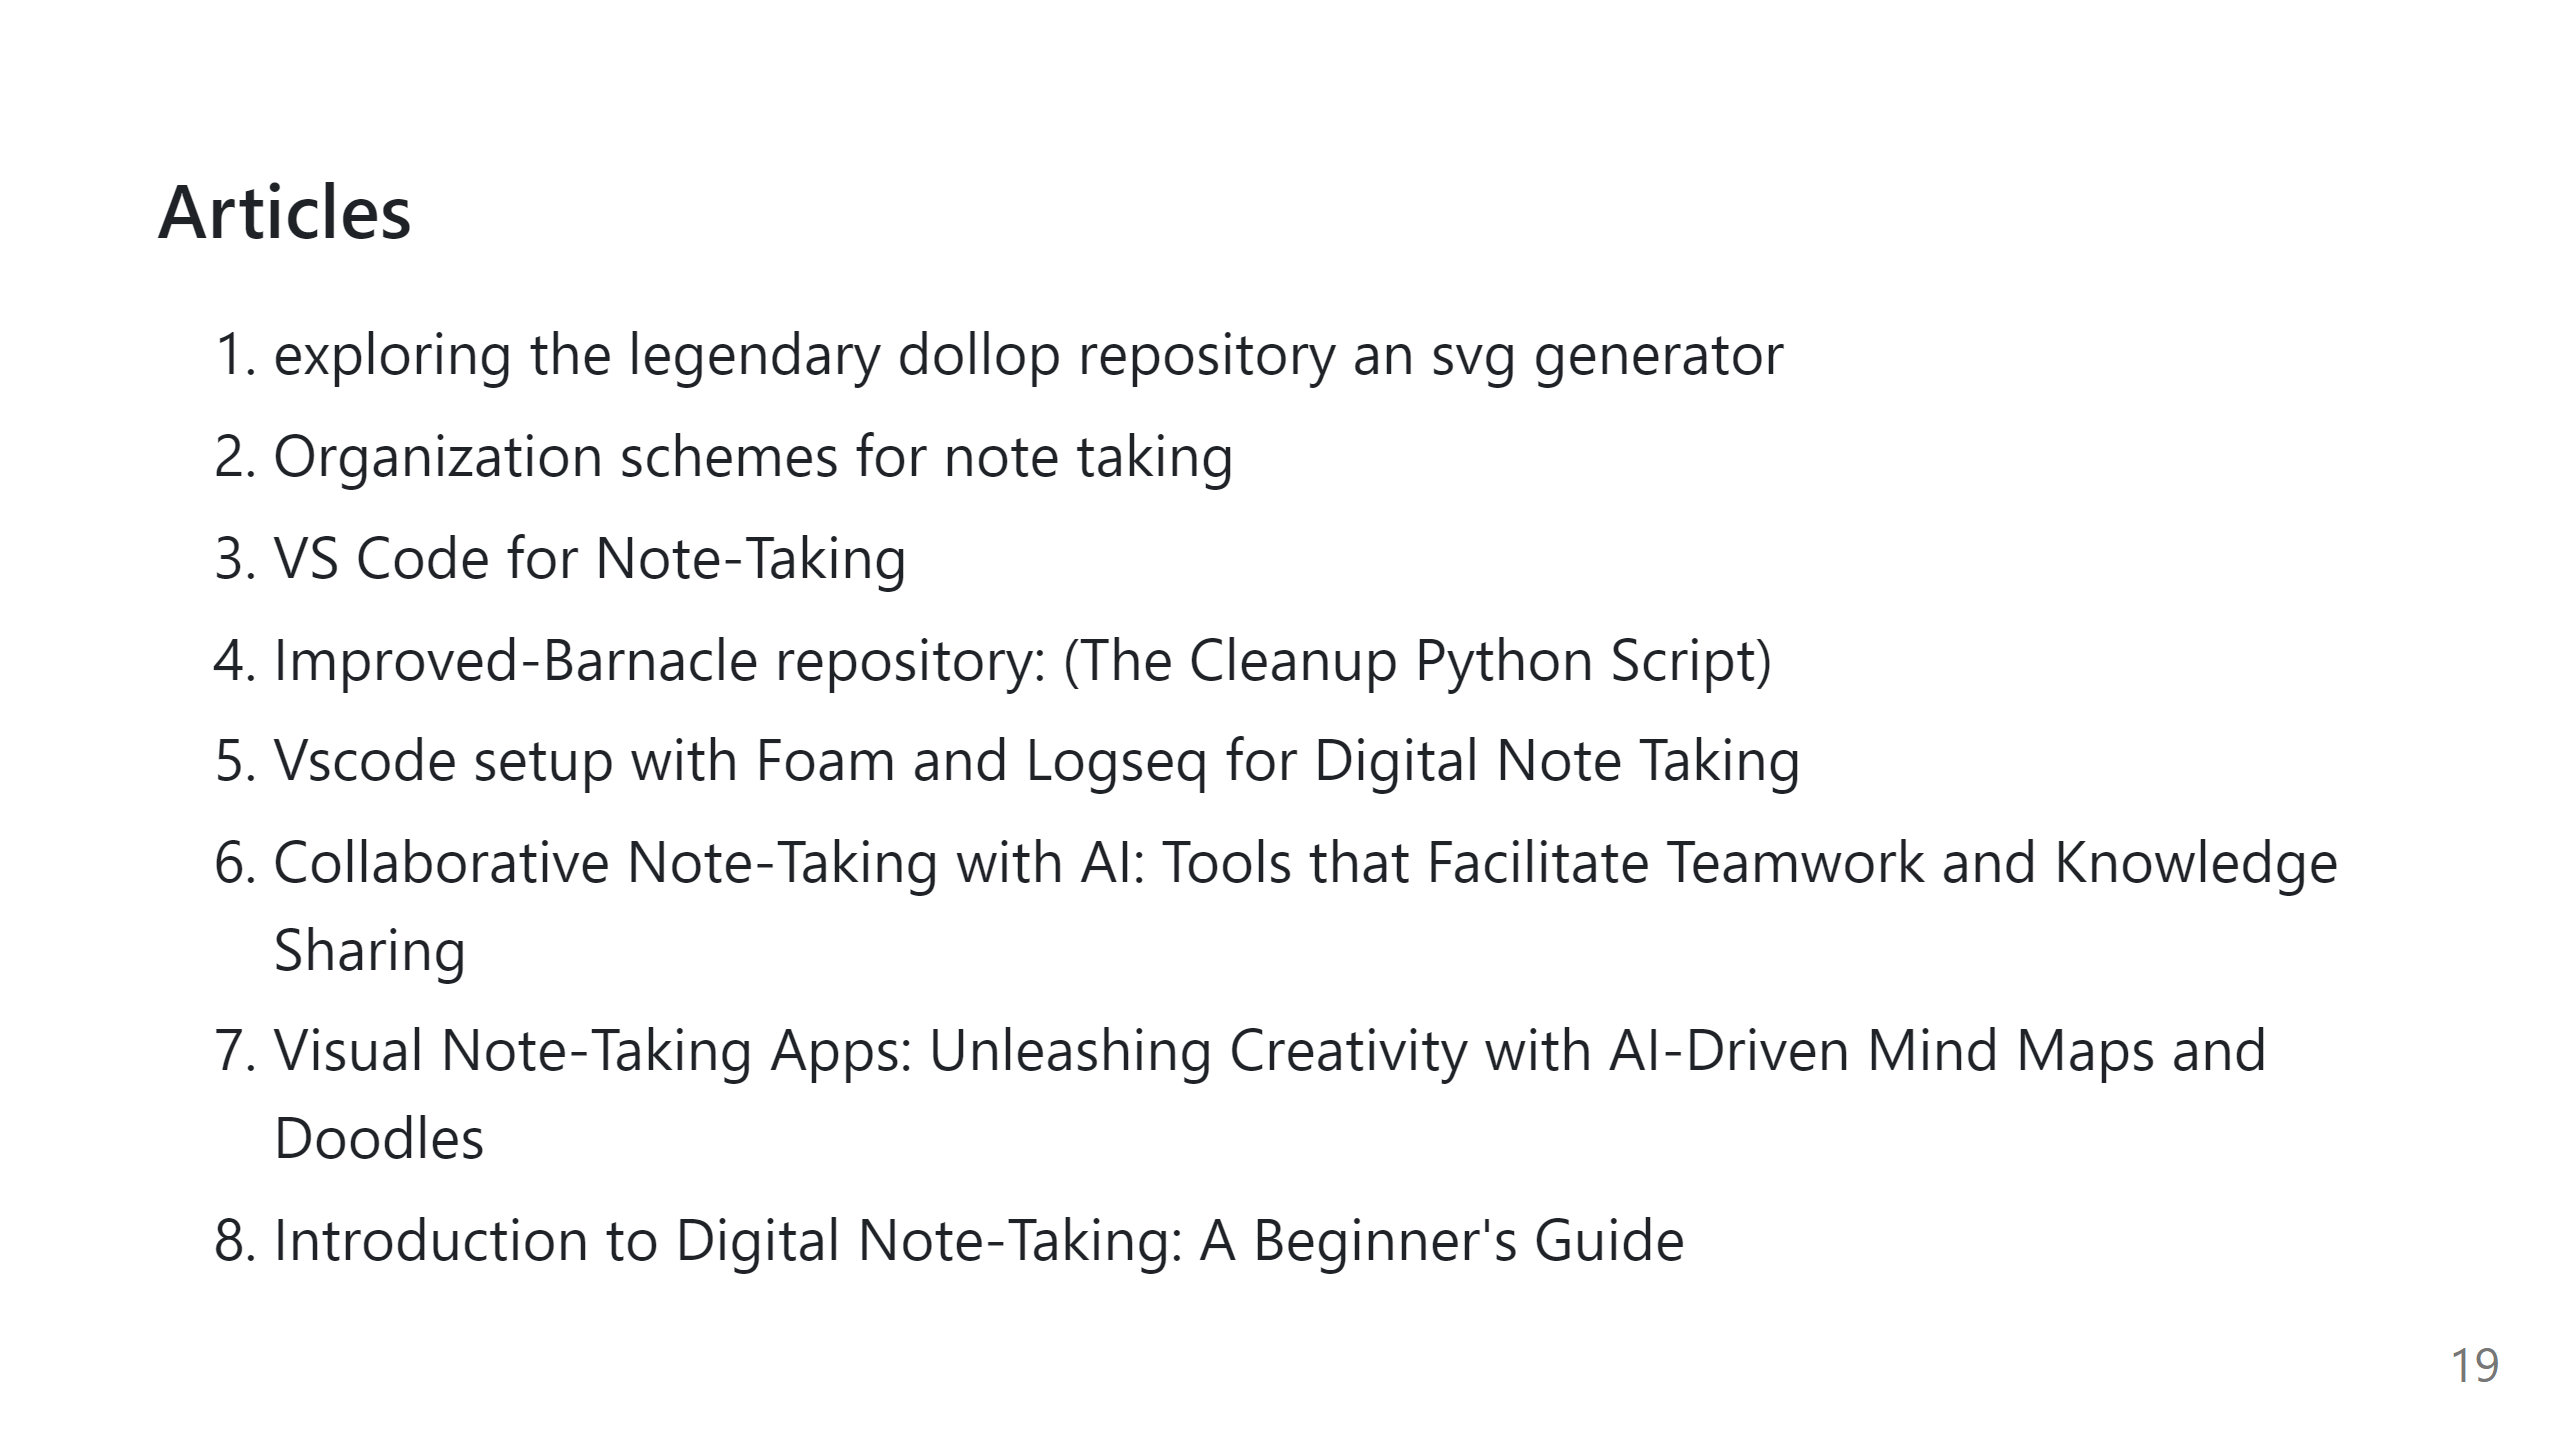 Articles
1. exploring the legendary dollop repository an svg generator
2. Organization schemes for note taking
3. VS Code for Note-Taking
4. Improved-Barnacle repository: (The Cleanup Python Script)
5. Vscode setup with Foam and Logseq for Digital Note Taking
6. Collaborative Note-Taking with AI: Tools that Facilitate Teamwork and Knowledge
Sharing
7. Visual Note-Taking Apps: Unleashing Creativity with AI-Driven Mind Maps and
Doodles
8. Introduction to Digital Note-Taking: A Beginner's Guide
19